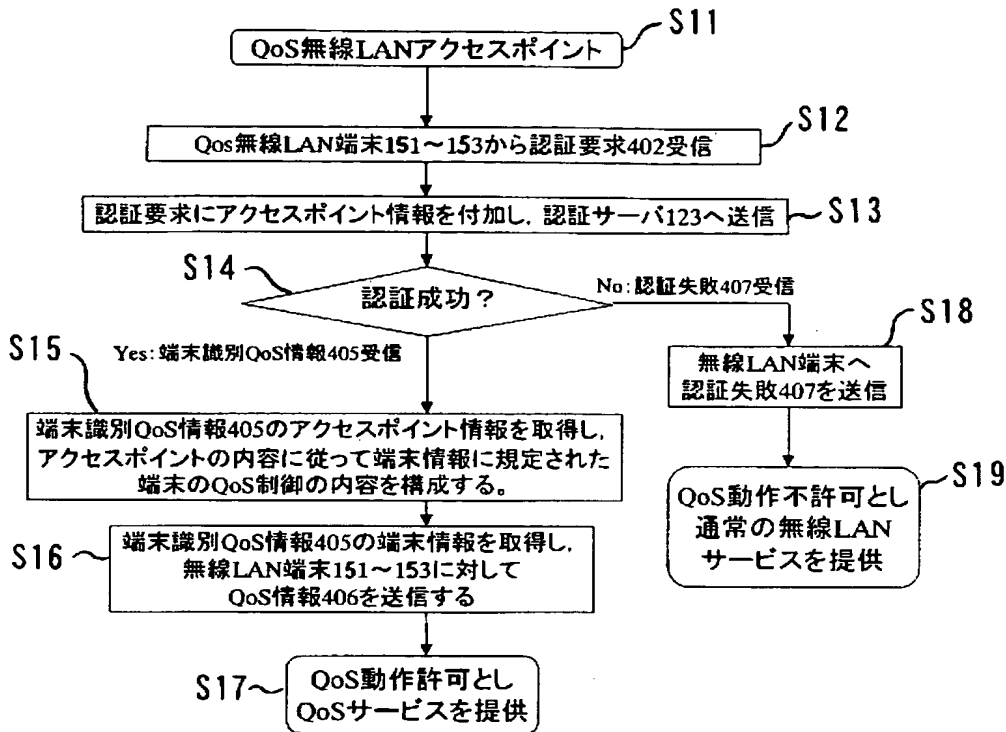 QoS無線LANアクセスポイント
S11
Qos無線LAN端末151～153から認証要求402受信
S12
認証要求にアクセスポイント情報を付加し，認証サーバ123へ送信
S13
S14
認証成功？
No：認証失敗407受信
S18
無線LAN端末へ
認証失敗407を送信
S15
Yes：端末識別QoS情報405受信
端末識別QoS情報405のアクセスポイント情報を取得し，
アクセスポイントの内容に従って端末情報に規定された
端末のQoS制御の内容を構成する。
S19
QoS動作不許可とし
通常の無線LAN
サービスを提供
S16
端末識別QoS情報405の端末情報を取得し，
無線LAN端末151～153に対して
QoS情報406を送信する
S17
QoS動作許可とし
QoSサービスを提供